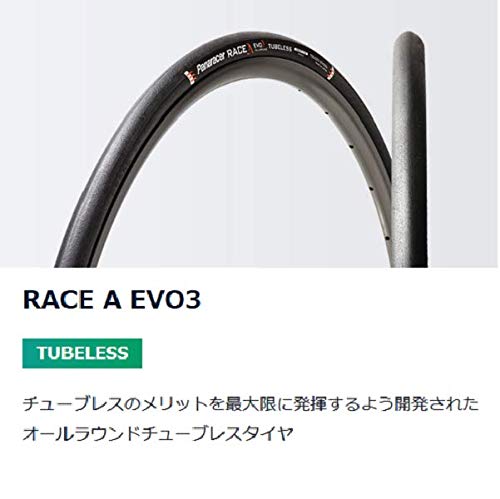 Panaracer RACE A EVO3 TUBELESS
RACE A EVO3
TUBELESS
チューブレスのメリットを最大限に発揮するよう開発された
オールラウンドチューブレスタイヤ